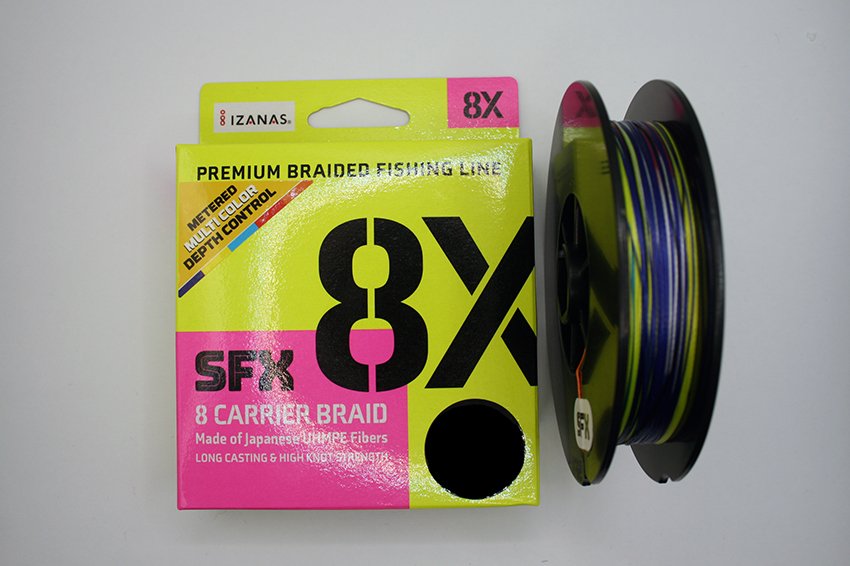 IZANAS®
8X
PREMIUM BRAIDED FISHING LINE
METERED
MULTI COLOR
DEPTH CONTROL
8X
SFX
8 CARRIER BRAID
Made of Japanese UHMPE Fibers
LONG CASTING & HIGH KNOT STRENGTH
SFX